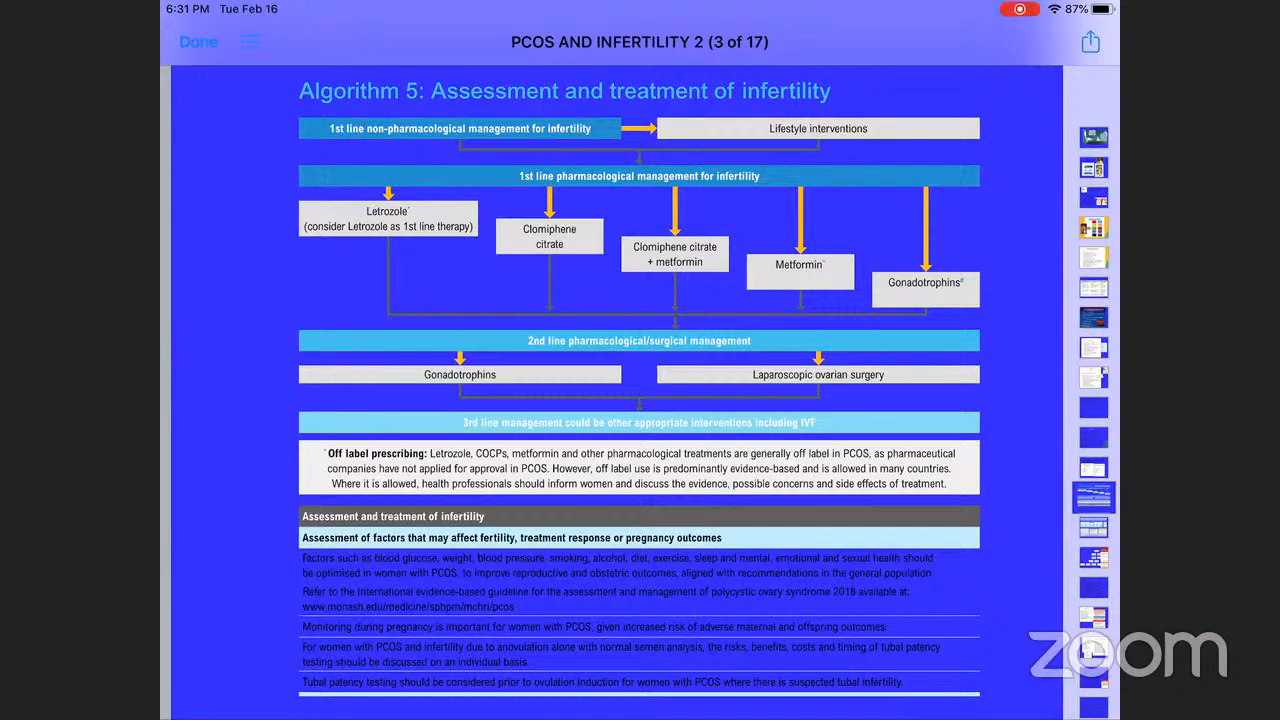 6:31 PM Tue Feb 16
87%
Done
PCOS AND INFERTILITY 2 (3 of 17)
Algorithm 5: Assessment and treatment of infertility
1st line non-pharmacological management for infertility
Lifestyle interventions
1st line pharmacological management for infertility
Letrozole^
(consider Letrozole as 1st line therapy)
Clomiphene
citrate
Clomiphene citrate
+ metformin
Metformin^
Gonadotrophins#
2nd line pharmacological/surgical management
Gonadotrophins
Laparoscopic ovarian surgery
3rd line management could be other appropriate interventions including IVF
^Off label prescribing: Letrozole, COCPs, metformin and other pharmacological treatments are generally off label in PCOS, as pharmaceutical
companies have not applied for approval in PCOS. However, off label use is predominantly evidence-based and is allowed in many countries.
Where it is allowed, health professionals should inform women and discuss the evidence, possible concerns and side effects of treatment.
Assessment and treatment of infertility
Assessment of factors that may affect fertility, treatment response or pregnancy outcomes
Factors such as blood glucose, weight, blood pressure, smoking, alcohol, diet, exercise, sleep and mental, emotional and sexual health should
be optimised in women with PCOS, to improve reproductive and obstetric outcomes, aligned with recommendations in the general population
Refer to the International evidence-based guideline for the assessment and management of polycystic ovary syndrome 2018 available at:
www.monash.edu/medicine/sphpm/mchri/pcos
Monitoring during pregnancy is important for women with PCOS, given increased risk of adverse maternal and offspring outcomes.
For women with PCOS and infertility due to anovulation alone with normal semen analysis, the risks, benefits, costs and timing of tubal patency
testing should be discussed on an individual basis.
Tubal patency testing should be considered prior to ovulation induction for women with PCOS where there is suspected tubal infertility.
zoom